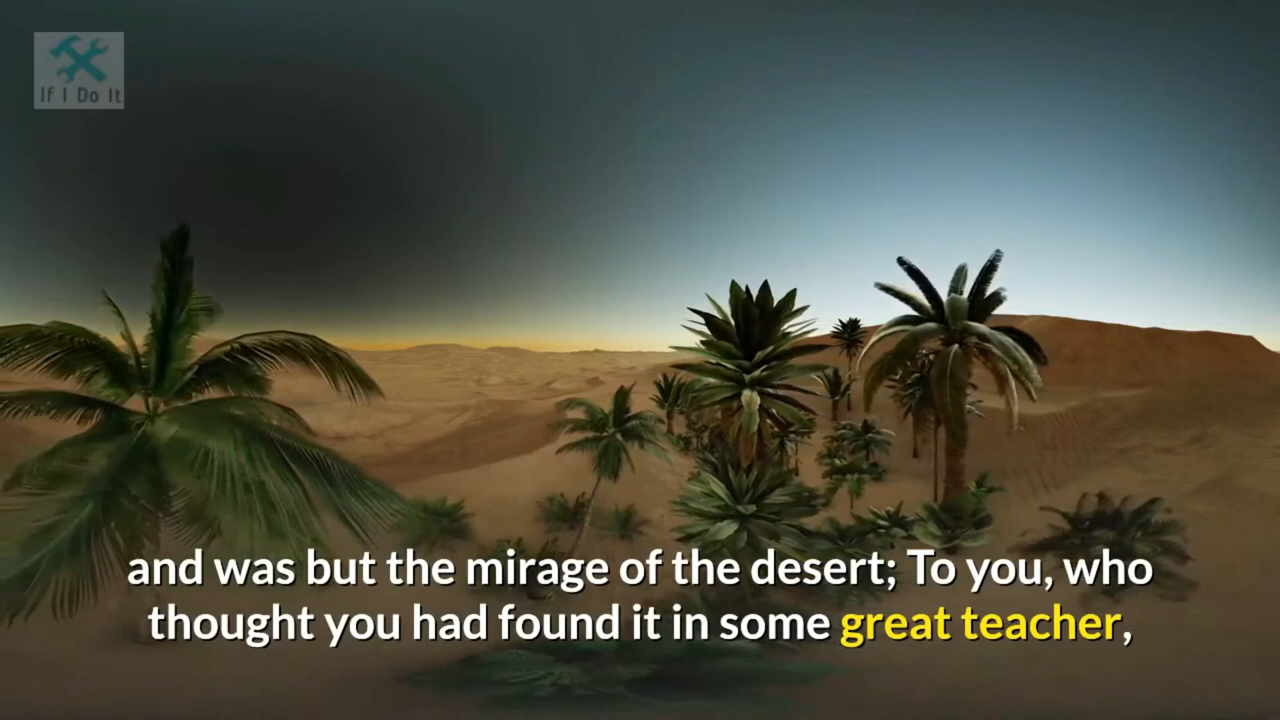 If I Do It
and was but the mirage of the desert; To you, who
thought you had found it in some great teacher,